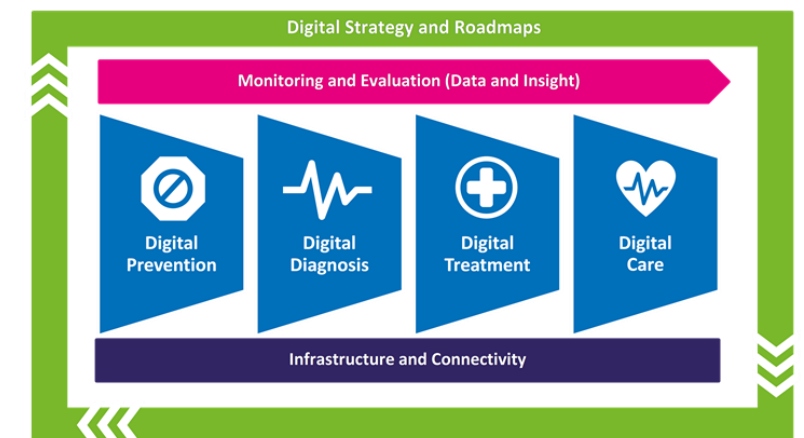 Digital Strategy and Roadmaps
Monitoring and Evaluation (Data and Insight)
Digital
Prevention
Digital
Diagnosis
Digital
Treatment
Digital
Care
Infrastructure and Connectivity